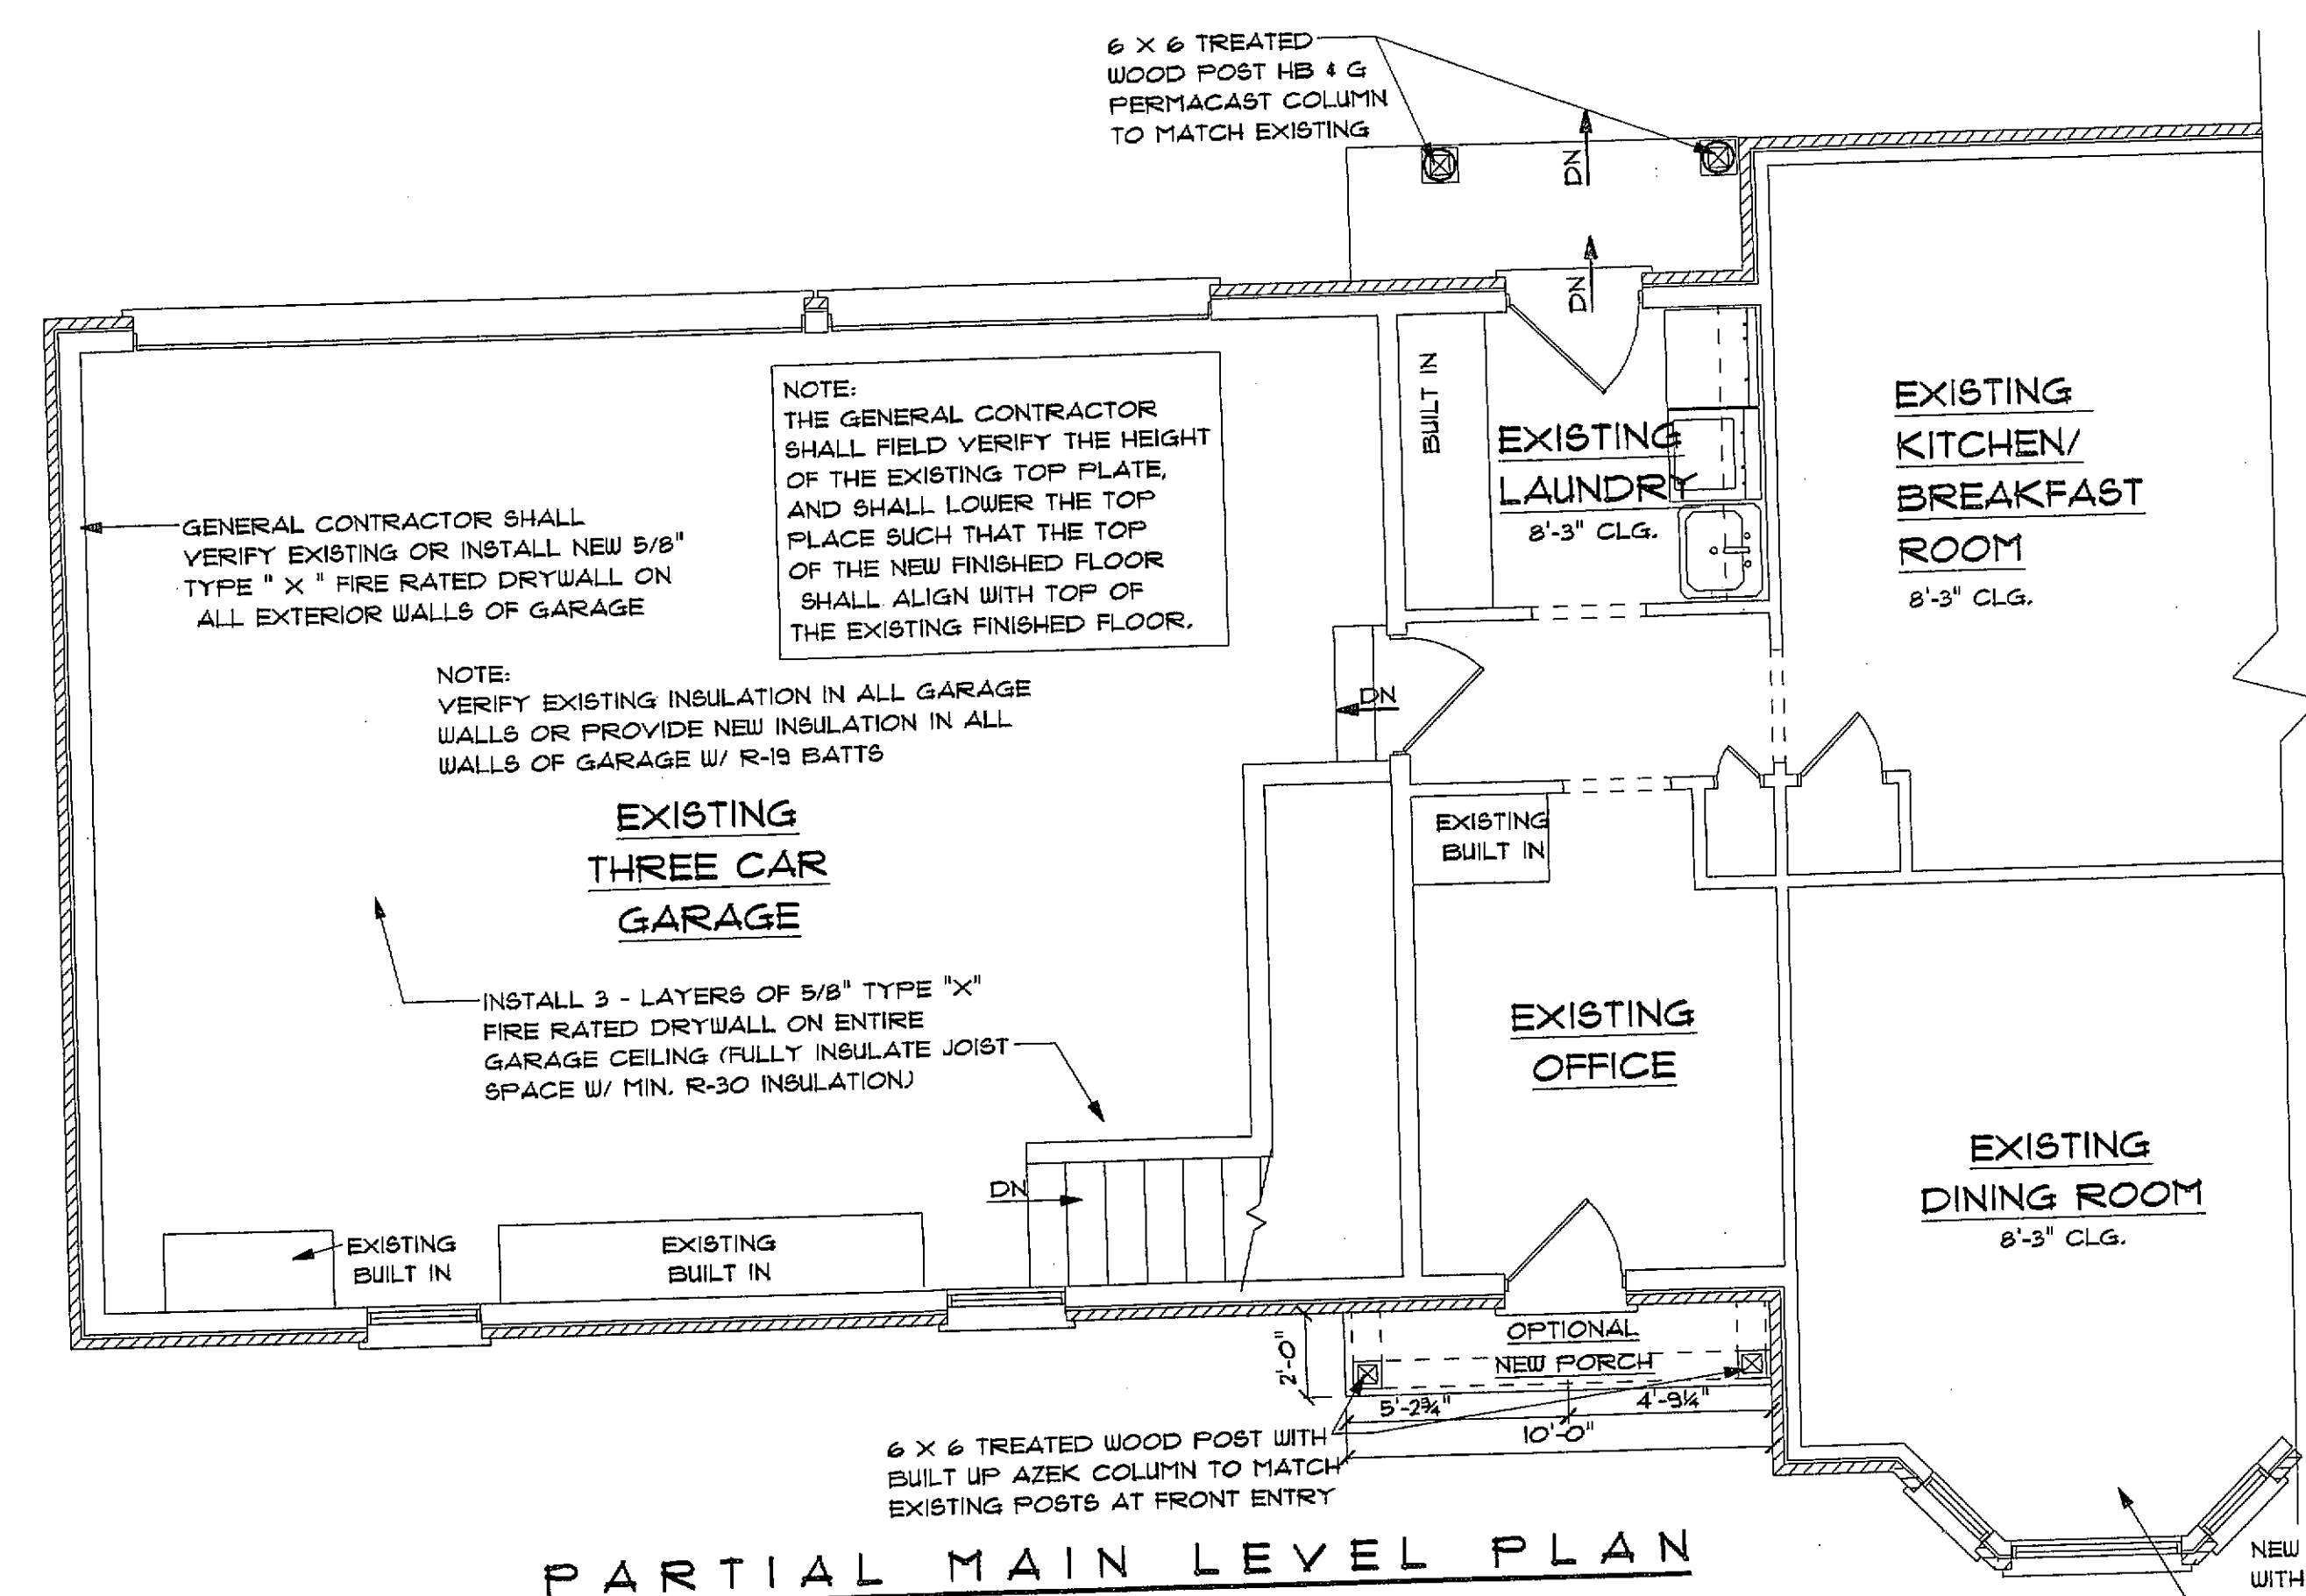 6 X 6 TREATED
WOOD POST HB & G
PERMACAST COLUMN
TO MATCH EXISTING
DN
DN
NOTE:
THE GENERAL CONTRACTOR
SHALL FIELD VERIFY THE HEIGHT
OF THE EXISTING TOP PLATE,
AND SHALL LOWER THE TOP
PLACE SUCH THAT THE TOP
OF THE NEW FINISHED FLOOR
SHALL ALIGN WITH TOP OF
THE EXISTING FINISHED FLOOR.
BUILT IN
EXISTING
LAUNDRY
8'-3" CLG.
EXISTING
KITCHEN/
BREAKFAST
ROOM
8'-3" CLG.
GENERAL CONTRACTOR SHALL
VERIFY EXISTING OR INSTALL NEW 5/8"
TYPE " X " FIRE RATED DRYWALL ON
ALL EXTERIOR WALLS OF GARAGE
NOTE:
VERIFY EXISTING INSULATION IN ALL GARAGE
WALLS OR PROVIDE NEW INSULATION IN ALL
WALLS OF GARAGE W/ R-19 BATTS
DN
EXISTING
THREE CAR
GARAGE
EXISTING
BUILT IN
INSTALL 3 - LAYERS OF 5/8" TYPE "X"
FIRE RATED DRYWALL ON ENTIRE
GARAGE CEILING (FULLY INSULATE JOIST
SPACE W/ MIN. R-30 INSULATION)
EXISTING
OFFICE
EXISTING
DINING ROOM
8'-3" CLG.
DN
EXISTING
BUILT IN
EXISTING
BUILT IN
OPTIONAL
NEW PORCH
2'-0"
5'-2¾"
4'-9¼"
10'-0"
6 X 6 TREATED WOOD POST WITH
BUILT UP AZEK COLUMN TO MATCH
EXISTING POSTS AT FRONT ENTRY
NEW
WITH
PARTIAL MAIN LEVEL PLAN